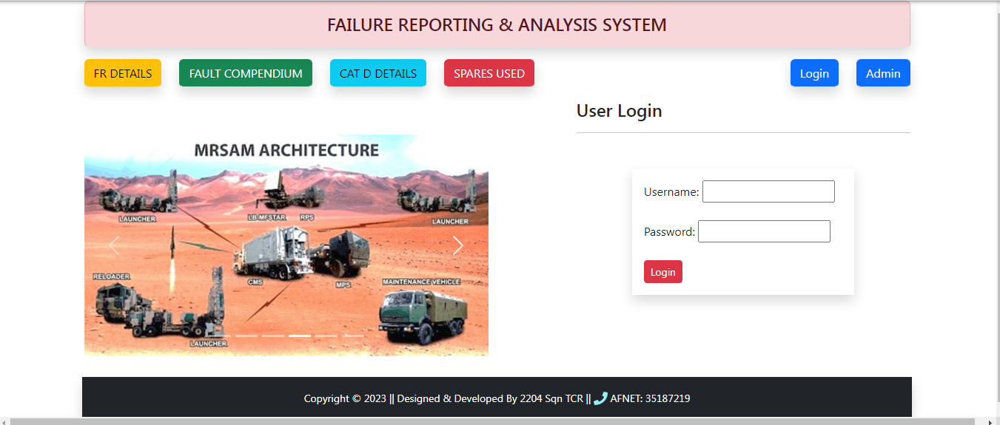 FAILURE REPORTING & ANALYSIS SYSTEM
FR DETAILS
FAULT COMPENDIUM
CAT D DETAILS
SPARES USED
Login
Admin
User Login
MRSAM ARCHITECTURE
LAUNCHER
LB-MFSTAR
RPS
LAUNCHER
RELOADER
CMS
MPS
MAINTENANCE VEHICLE
LAUNCHER
Username:
Password:
Login
Copyright © 2023 || Designed & Developed By 2204 Sqn TCR || AFNET: 35187219